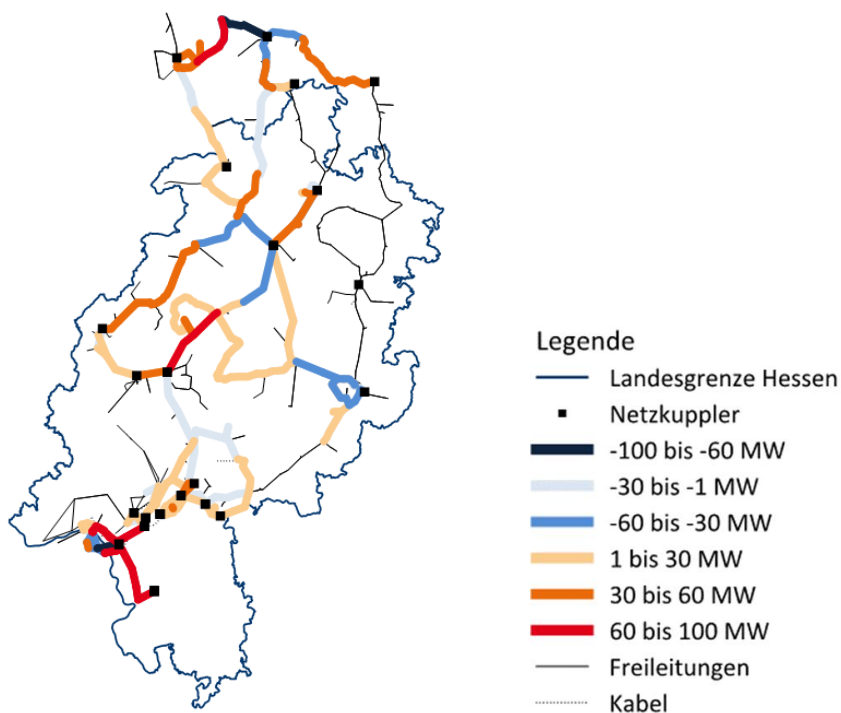 Legende
Landesgrenze Hessen
Netzkuppler
-100 bis -60 MW
-30 bis -1 MW
-60 bis -30 MW
1 bis 30 MW
30 bis 60 MW
60 bis 100 MW
Freileitungen
Kabel